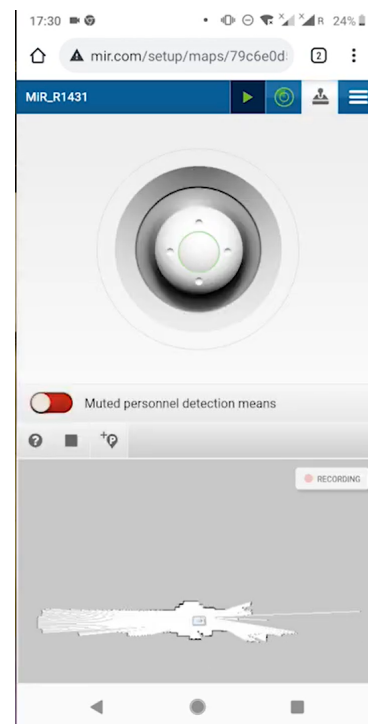 17:30 R 24%
mir.com/setup/maps/79c6e0d 2
MiR_R1431
Muted personnel detection means
? +P
RECORDING